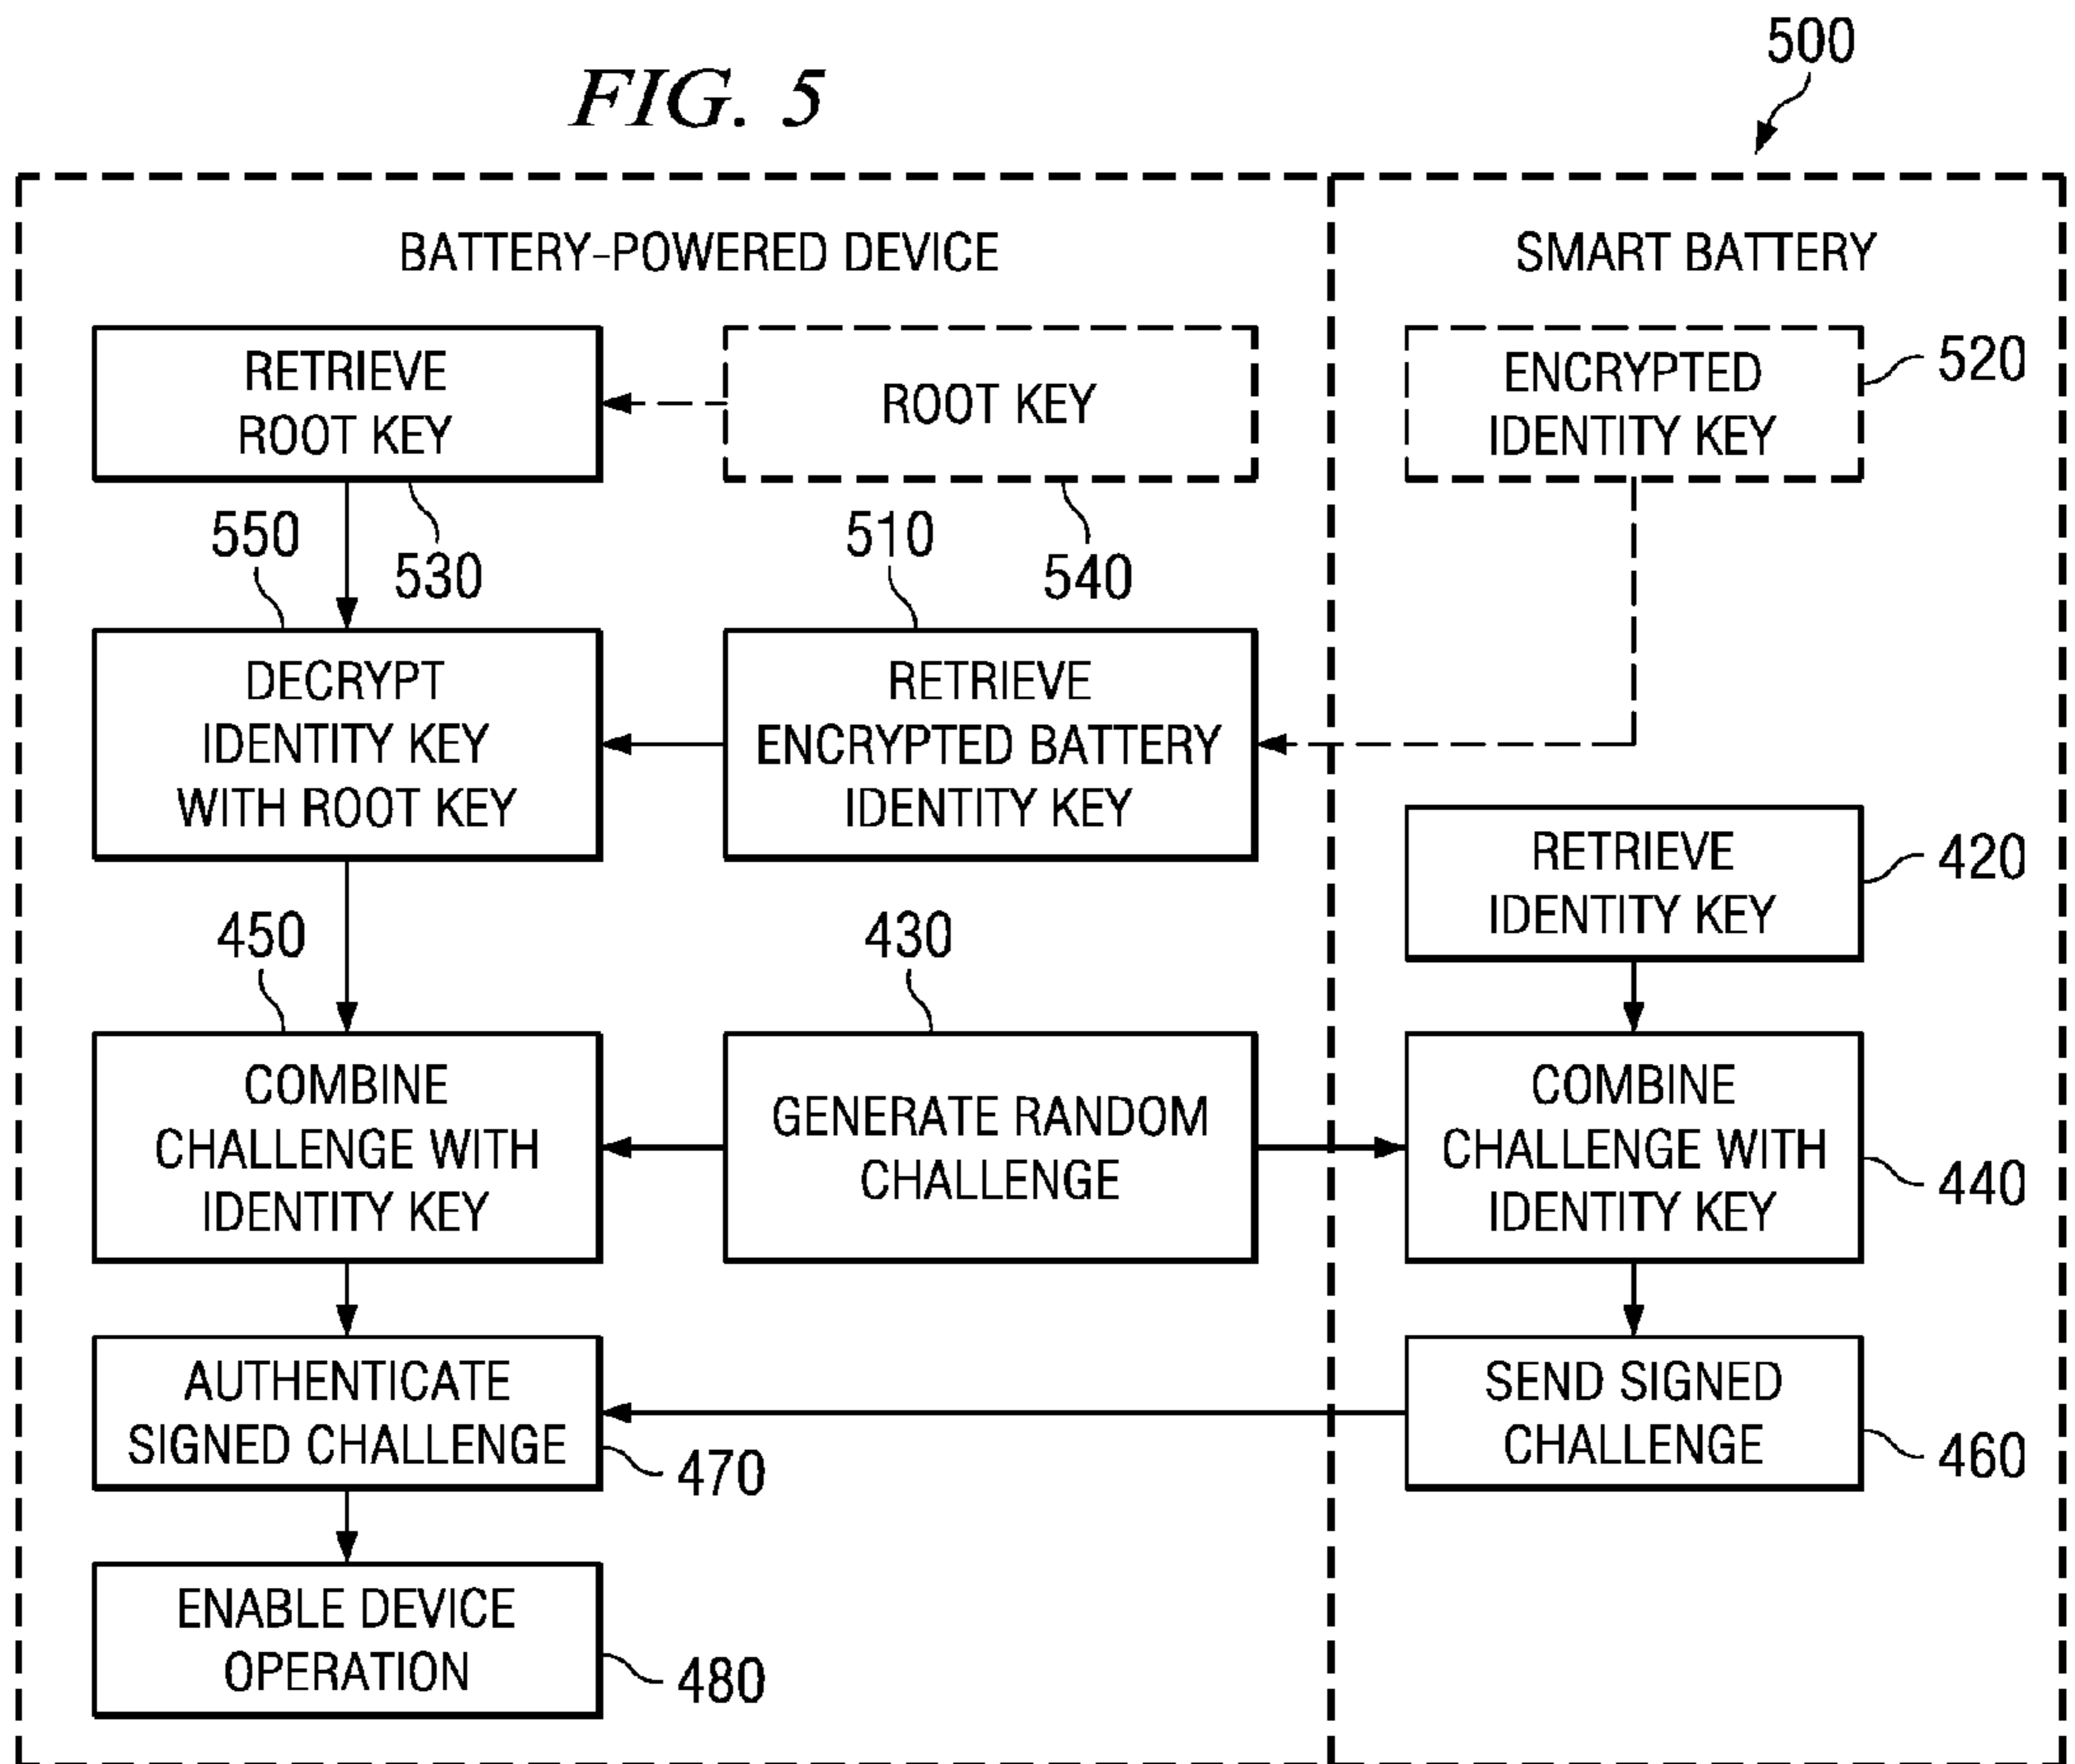 FIG. 5
500
BATTERY-POWERED DEVICE
SMART BATTERY
RETRIEVE
ROOT KEY
ROOT KEY
ENCRYPTED
IDENTITY KEY
520
550
530
510
540
DECRYPT
IDENTITY KEY
WITH ROOT KEY
RETRIEVE
ENCRYPTED BATTERY
IDENTITY KEY
RETRIEVE
IDENTITY KEY
420
450
430
COMBINE
CHALLENGE WITH
IDENTITY KEY
GENERATE RANDOM
CHALLENGE
COMBINE
CHALLENGE WITH
IDENTITY KEY
440
AUTHENTICATE
SIGNED CHALLENGE
470
SEND SIGNED
CHALLENGE
460
ENABLE DEVICE
OPERATION
480